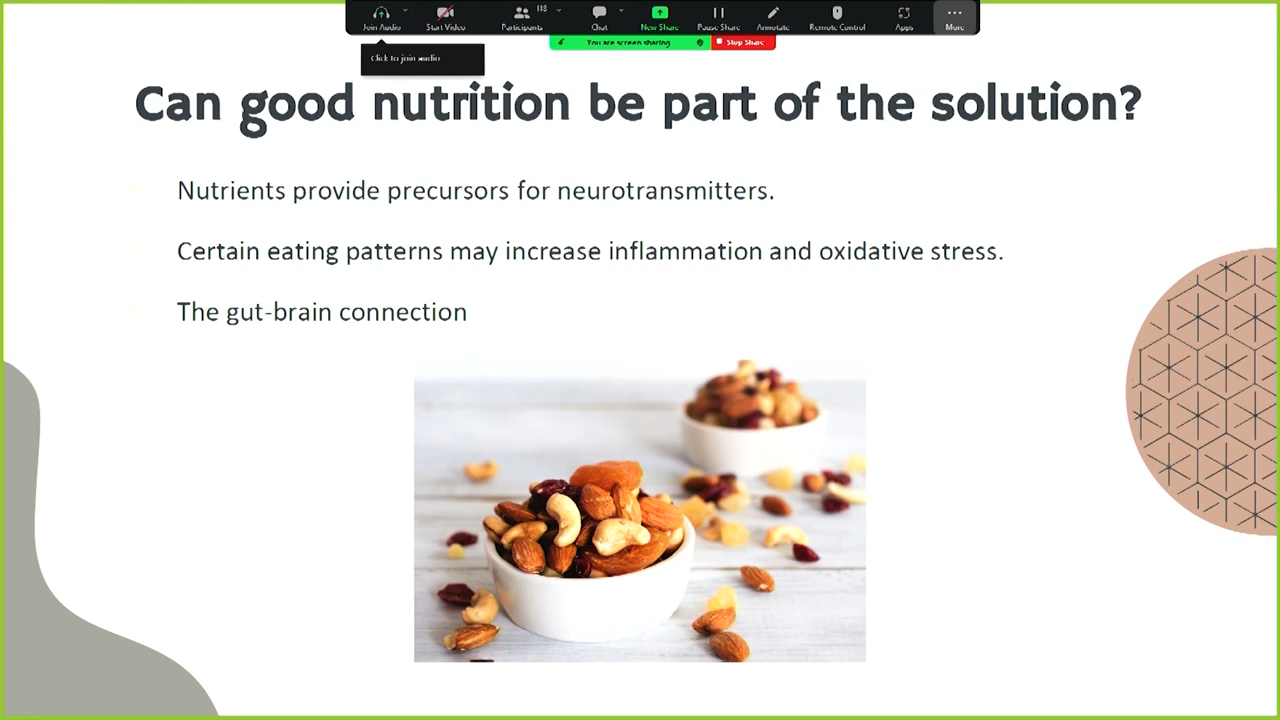 Join Audio
Start Video
Participants
118
Chat
New Share
Pause Share
Annotate
Remote Control
Apps
More
You are screen sharing
Stop Share
Click to join audio
Can good nutrition be part of the solution?
Nutrients provide precursors for neurotransmitters.
Certain eating patterns may increase inflammation and oxidative stress.
The gut-brain connection